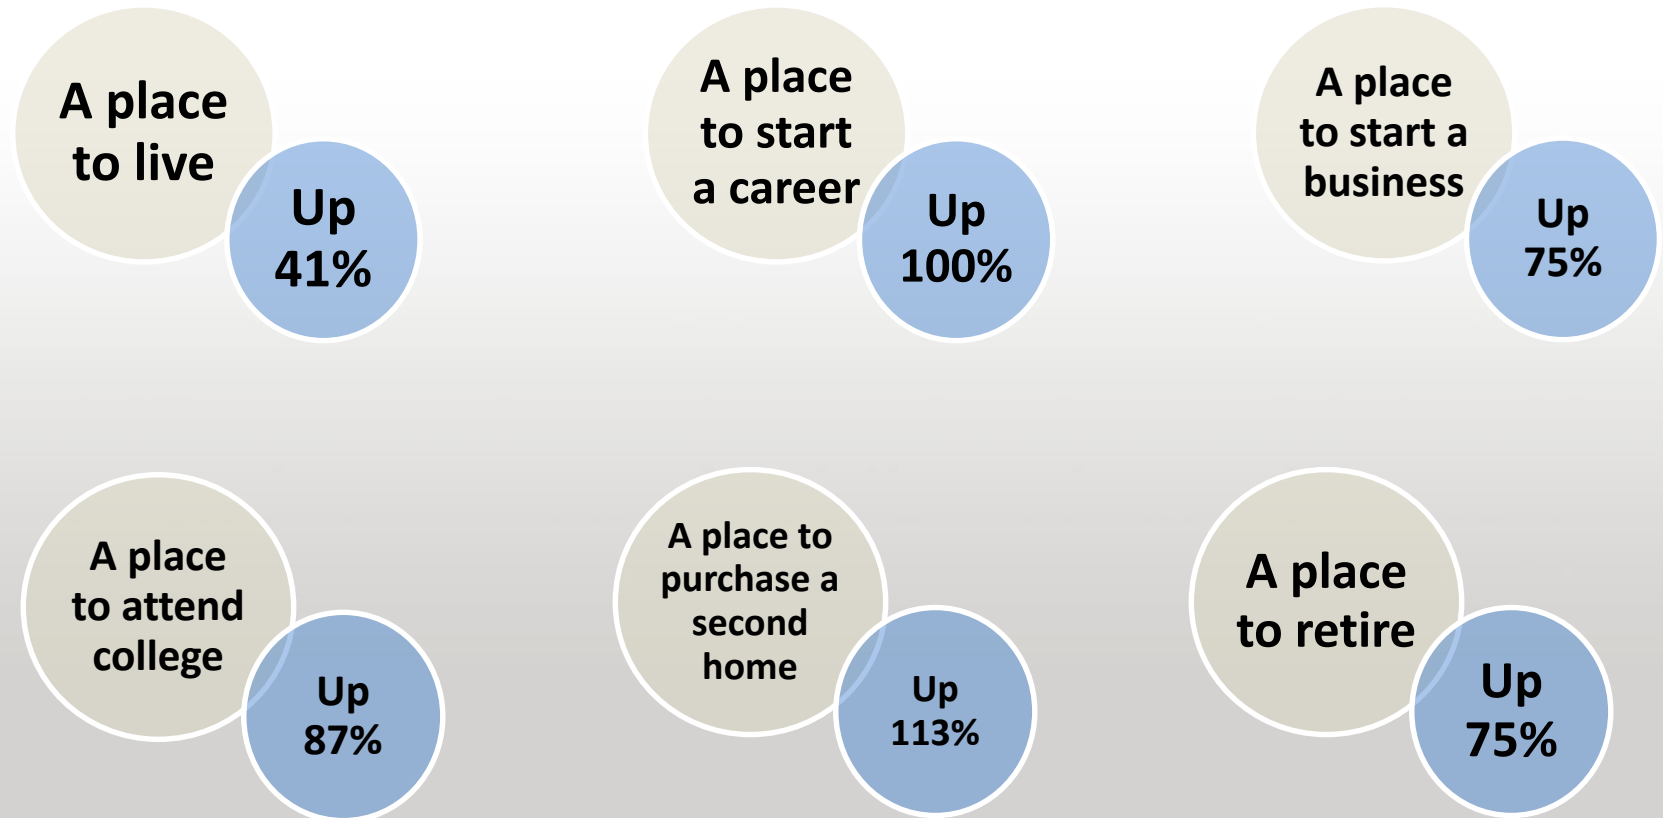 A place
to live
Up
41%
A place
to start
a career
Up
100%
A place
to start a
business
Up
75%
A place
to attend
college
Up
87%
A place to
purchase a
second
home
Up
113%
A place
to retire
Up
75%